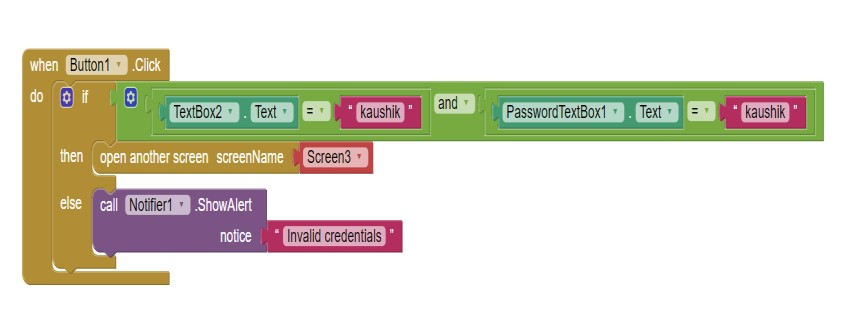 when Button1 .Click
do if TextBox2 . Text = " kaushik " and PasswordTextBox1 . Text = " kaushik "
then open another screen screenName Screen3
else call Notifier1 .ShowAlert
notice " Invalid credentials "